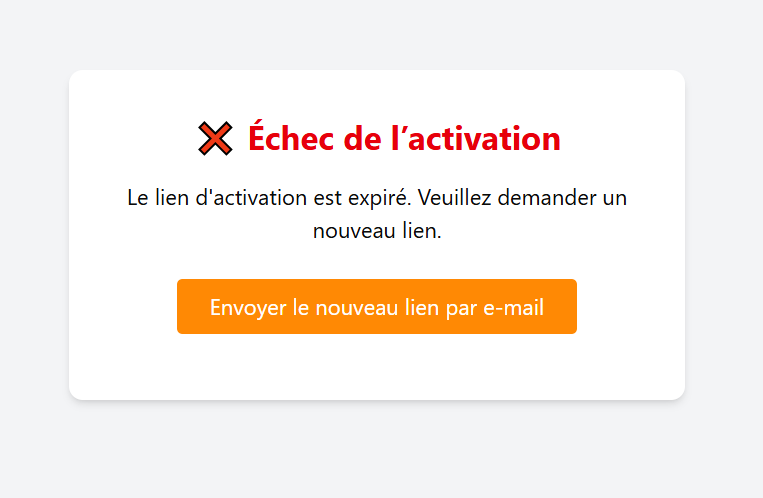 Échec de l’activation
Le lien d'activation est expiré. Veuillez demander un
nouveau lien.
Envoyer le nouveau lien par e-mail